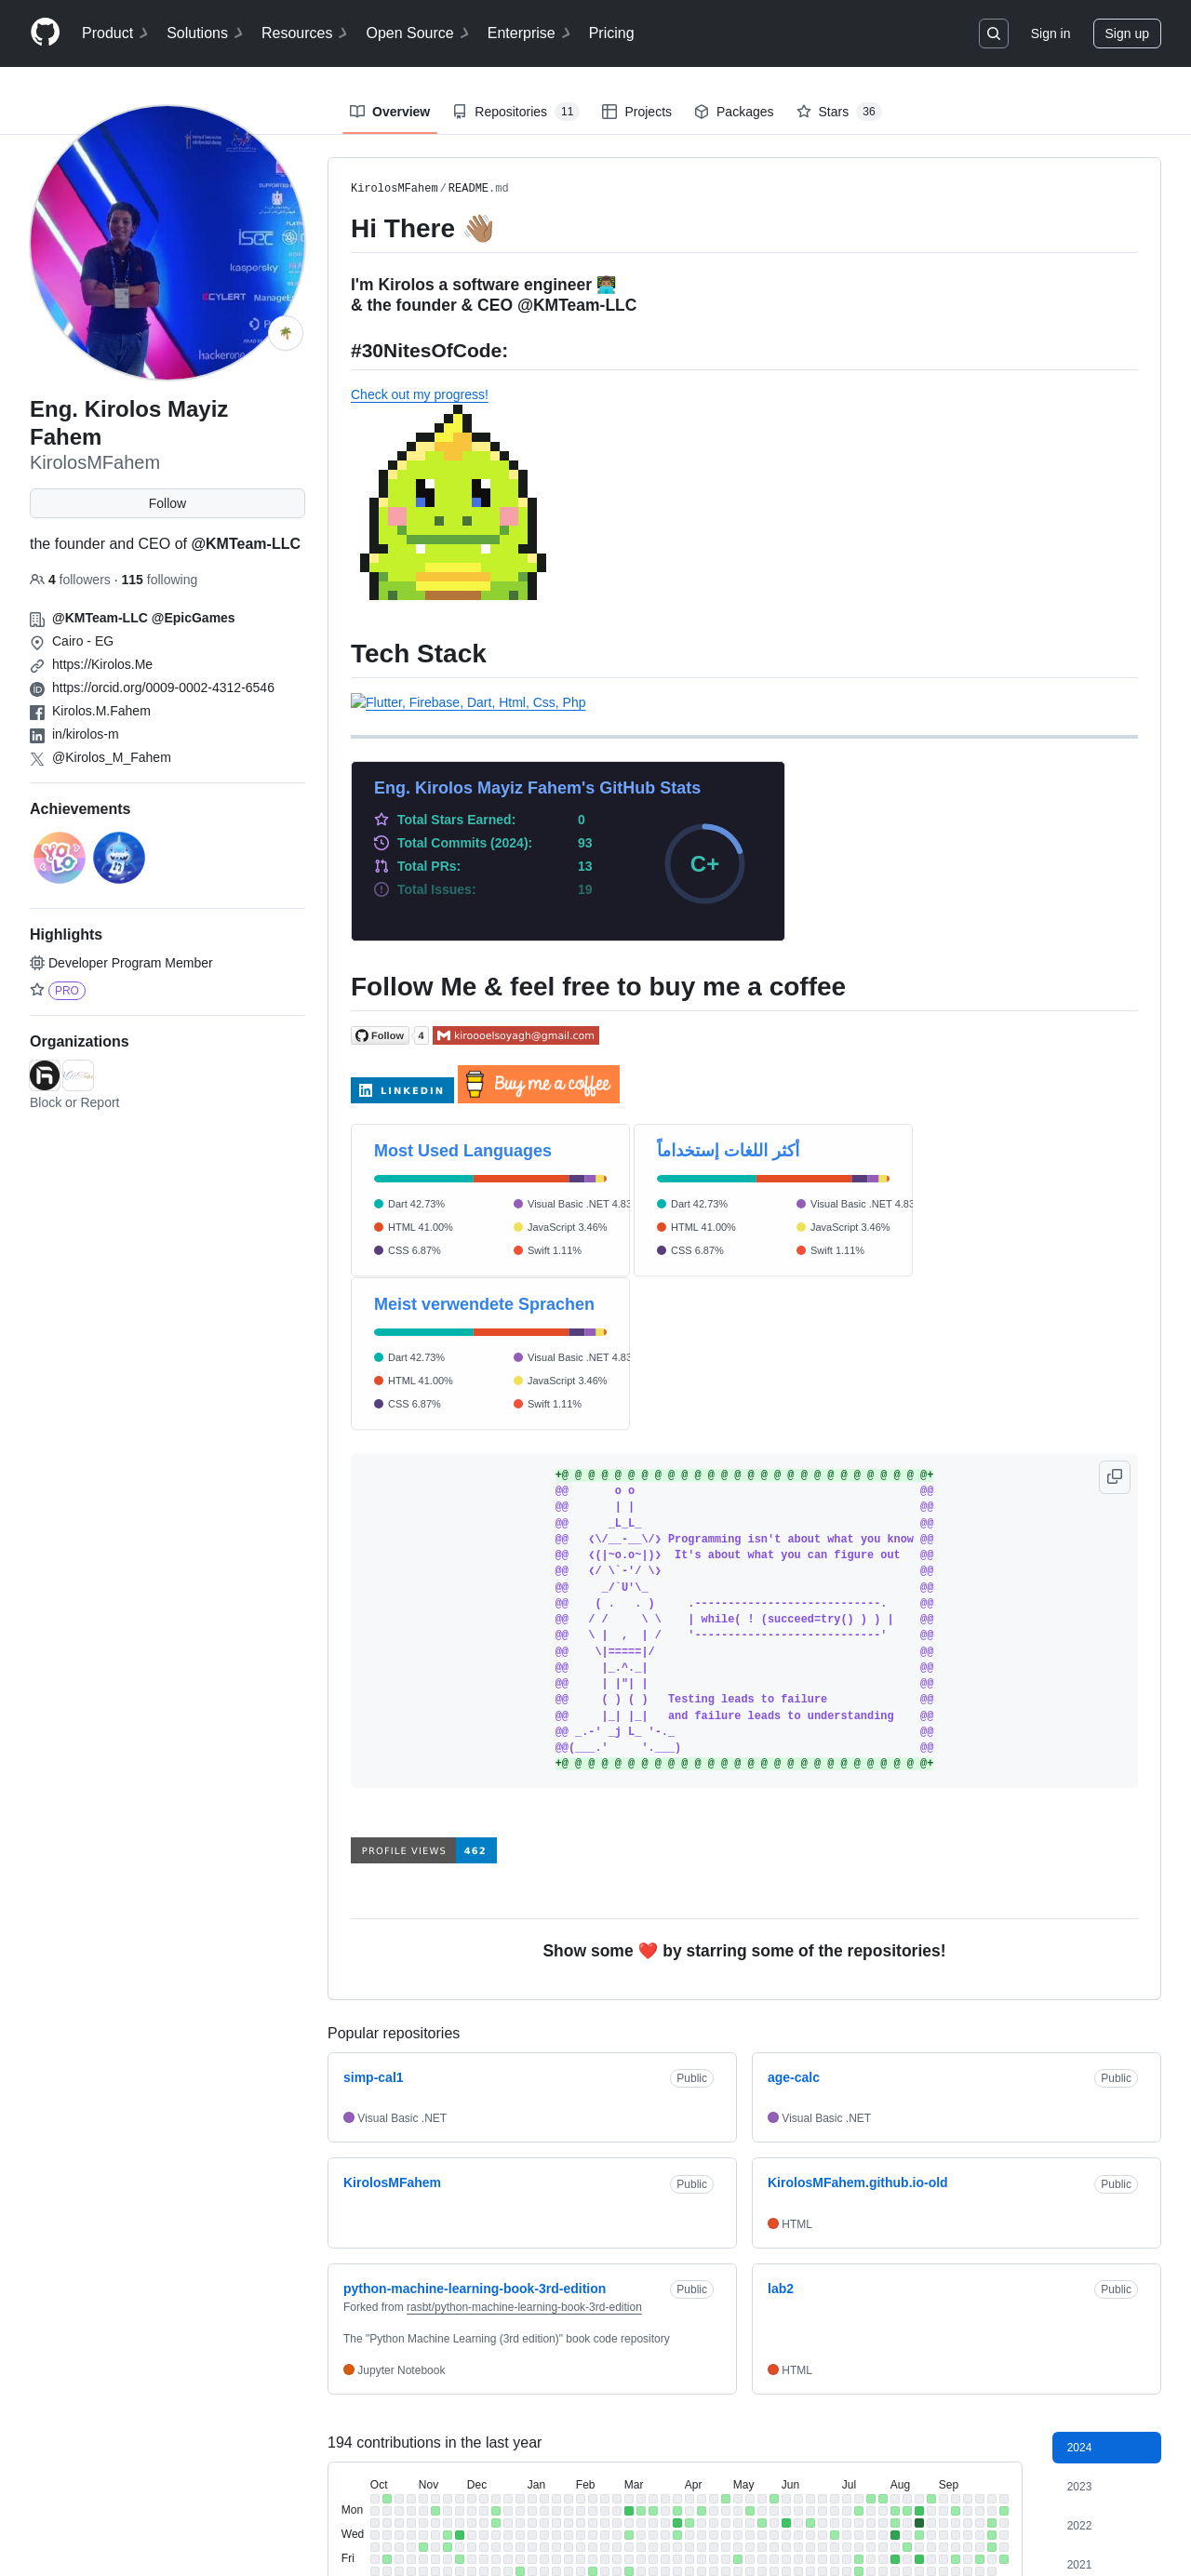 Product
Solutions
Resources
Open Source
Enterprise
Pricing
Sign in
Sign up
Overview
Repositories 11
Projects
Packages
Stars 36
ISEC
kaspersky
CYLERT
hackerone
Eng. Kirolos Mayiz
Fahem
KirolosMFahem
Follow
the founder and CEO of @KMTeam-LLC
4 followers · 115 following
@KMTeam-LLC @EpicGames
Cairo - EG
https://Kirolos.Me
https://orcid.org/0009-0002-4312-6546
Kirolos.M.Fahem
in/kirolos-m
@Kirolos_M_Fahem
Achievements
YOLO
Highlights
Developer Program Member
PRO
Organizations
Block or Report
KirolosMFahem/README.md
Hi There 👋🏽
I'm Kirolos a software engineer 👨🏽‍💻
& the founder & CEO @KMTeam-LLC
#30NitesOfCode:
Check out my progress!
Tech Stack
Flutter, Firebase, Dart, Html, Css, Php
Eng. Kirolos Mayiz Fahem's GitHub Stats
Total Stars Earned: 0
Total Commits (2024): 93
Total PRs: 13
Total Issues: 19
C+
Follow Me & feel free to buy me a coffee
Follow 4
kiroooelsoyagh@gmail.com
LINKEDIN
Buy me a coffee
Most Used Languages
Dart 42.73%
HTML 41.00%
CSS 6.87%
Visual Basic .NET 4.83
JavaScript 3.46%
Swift 1.11%
أكثر اللغات إستخداماً
Dart 42.73%
HTML 41.00%
CSS 6.87%
Visual Basic .NET 4.83
JavaScript 3.46%
Swift 1.11%
Meist verwendete Sprachen
Dart 42.73%
HTML 41.00%
CSS 6.87%
Visual Basic .NET 4.83
JavaScript 3.46%
Swift 1.11%
+@ @ @ @ @ @ @ @ @ @ @ @ @ @ @ @ @ @ @ @ @ @ @ @ @ @ @ @+
@@       o o                                           @@
@@       | |                                           @@
@@      _L_L_                                          @@
@@   ❮\/__-__\/❯ Programming isn't about what you know @@
@@   ❮(|~o.o~|)❯  It's about what you can figure out   @@
@@   ❮/ \`-'/ \❯                                       @@
@@     _/`U'\_                                         @@
@@    ( .   . )     .----------------------------.     @@
@@   / /     \ \    | while( ! (succeed=try() ) ) |    @@
@@   \ |  ,  | /    '----------------------------'     @@
@@    \|=====|/                                        @@
@@     |_.^._|                                         @@
@@     | |"| |                                         @@
@@     ( ) ( )   Testing leads to failure              @@
@@     |_| |_|   and failure leads to understanding    @@
@@ _.-' _j L_ '-._                                     @@
@@(___.'     '.___)                                    @@
+@ @ @ @ @ @ @ @ @ @ @ @ @ @ @ @ @ @ @ @ @ @ @ @ @ @ @ @+
PROFILE VIEWS 462
Show some ❤️ by starring some of the repositories!
Popular repositories
simp-cal1
Public
Visual Basic .NET
age-calc
Public
Visual Basic .NET
KirolosMFahem
Public
KirolosMFahem.github.io-old
Public
HTML
python-machine-learning-book-3rd-edition
Public
Forked from rasbt/python-machine-learning-book-3rd-edition
The "Python Machine Learning (3rd edition)" book code repository
Jupyter Notebook
lab2
Public
HTML
194 contributions in the last year
Oct Nov Dec Jan Feb Mar Apr May Jun Jul Aug Sep
Mon
Wed
Fri
2024
2023
2022
2021